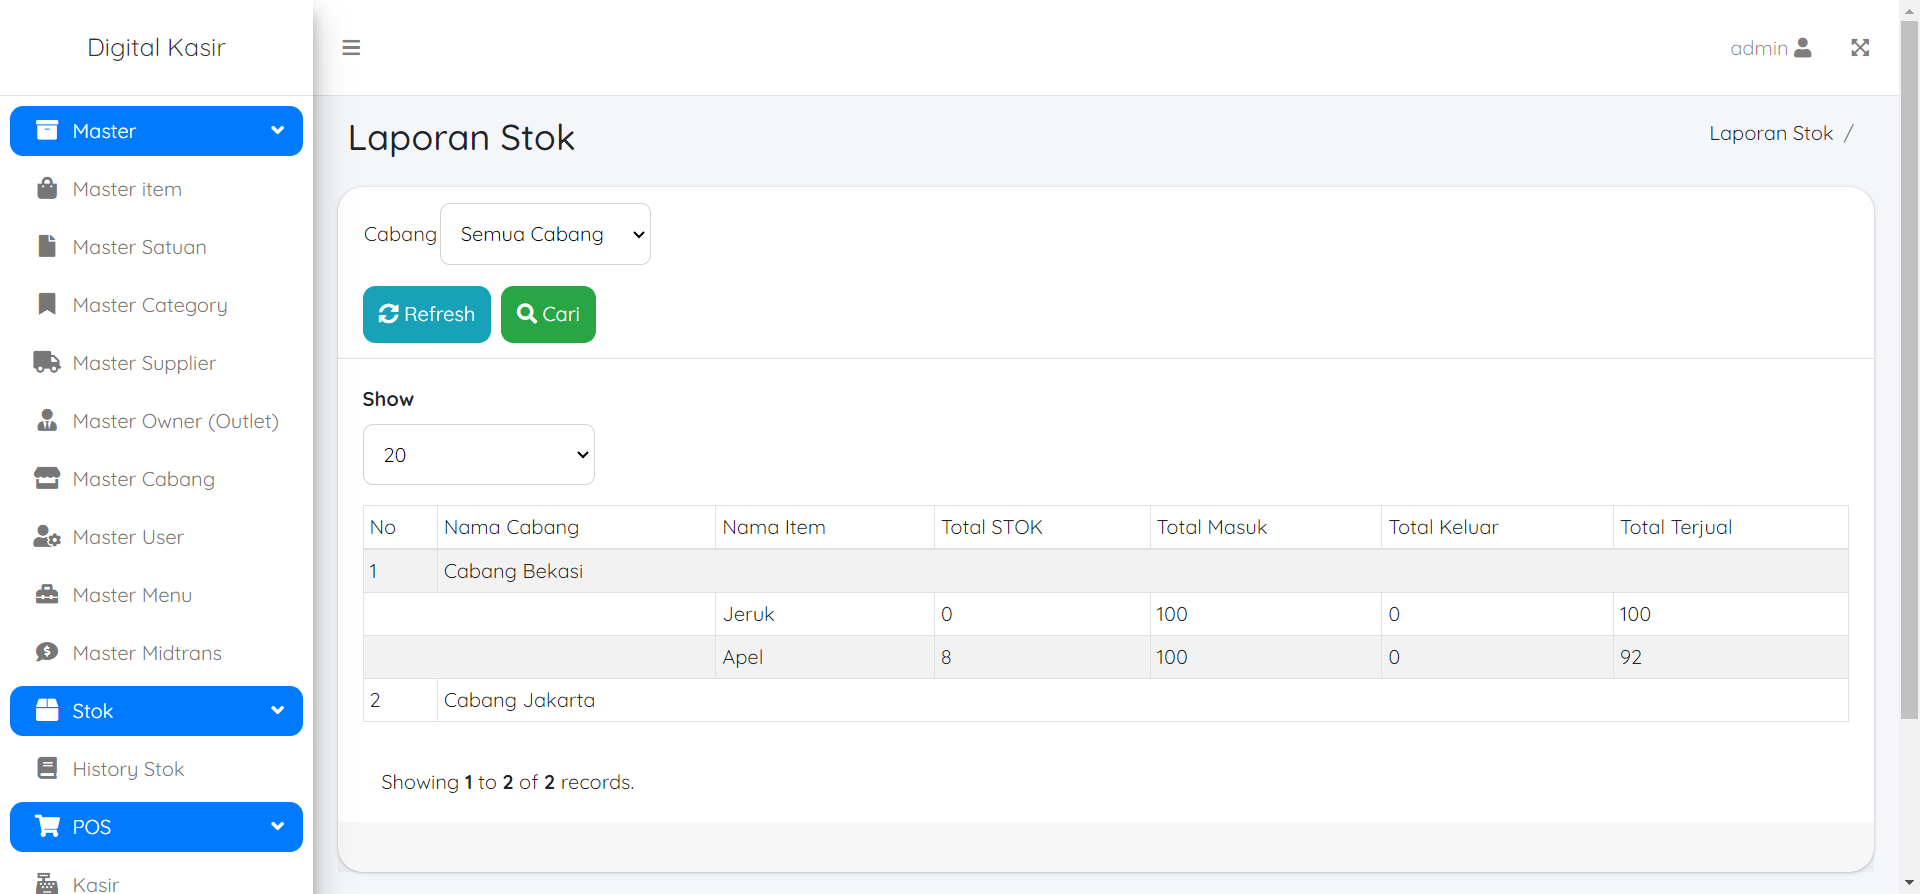 Digital Kasir
admin
Master
Master item
Master Satuan
Master Category
Master Supplier
Master Owner (Outlet)
Master Cabang
Master User
Master Menu
Master Midtrans
Stok
History Stok
POS
Kasir
Laporan Stok
Laporan Stok /
Cabang Semua Cabang
Refresh Cari
Show
20
No Nama Cabang Nama Item Total STOK Total Masuk Total Keluar Total Terjual
1 Cabang Bekasi
Jeruk 0 100 0 100
Apel 8 100 0 92
2 Cabang Jakarta
Showing 1 to 2 of 2 records.